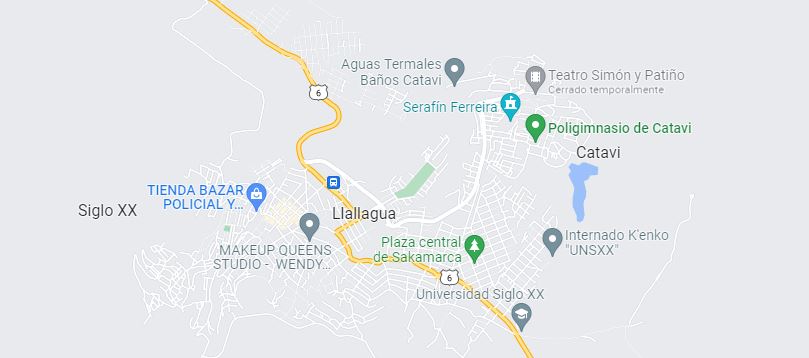 Aguas Termales
Baños Catavi
Teatro Simón y Patiño
Cerrado temporalmente
6
Serafín Ferreira
Poligimnasio de Catavi
Catavi
TIENDA BAZAR
POLICIAL Y...
Siglo XX
Llallagua
Internado K'enko
"UNSXX"
MAKEUP QUEENS
STUDIO - WENDY...
Plaza central
de Sakamarca
6
Universidad Siglo XX